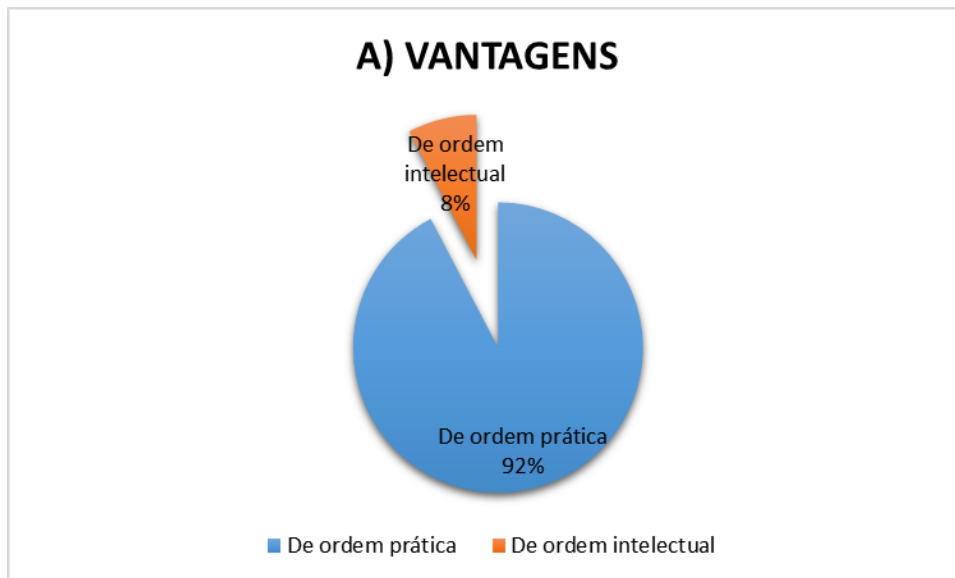 A) VANTAGENS
De ordem
intelectual
8%
De ordem prática
92%
De ordem prática
De ordem intelectual